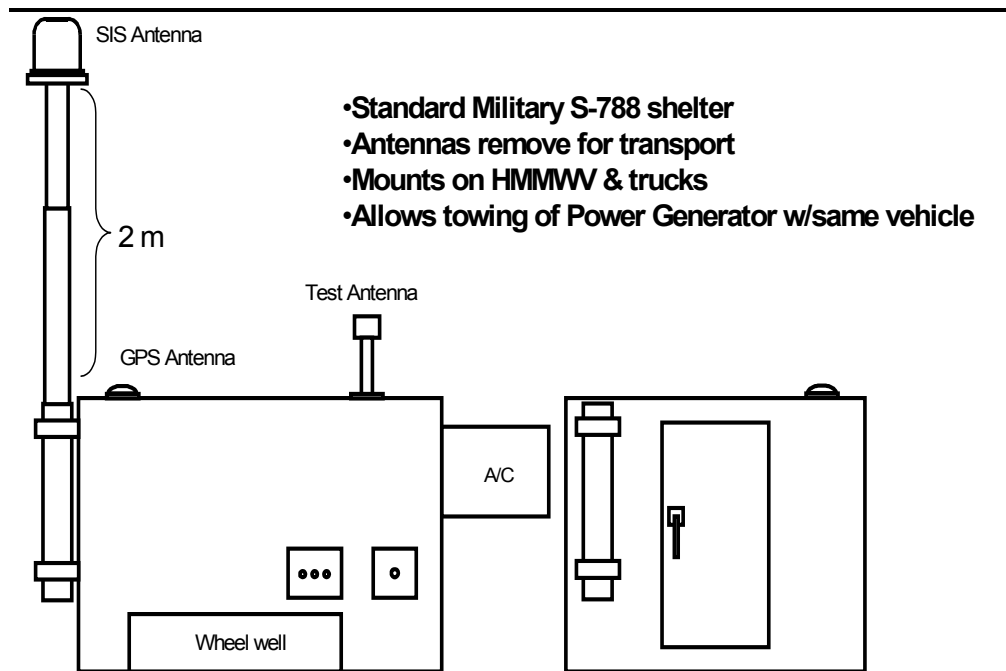 SIS Antenna
•Standard Military S-788 shelter
•Antennas remove for transport
•Mounts on HMMWV & trucks
•Allows towing of Power Generator w/same vehicle
2 m
Test Antenna
GPS Antenna
A/C
Wheel well